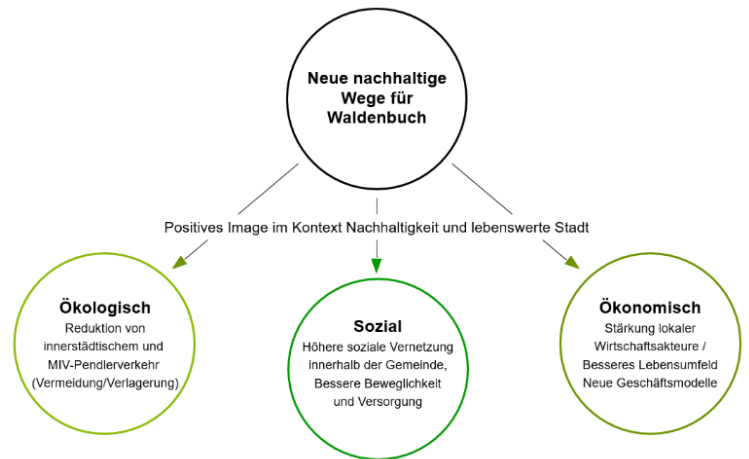 Neue nachhaltige
Wege für
Waldenbuch
Positives Image im Kontext Nachhaltigkeit und lebenswerte Stadt
Ökologisch
Reduktion von
innerstädtischem und
MIV-Pendlerverkehr
(Vermeidung/Verlagerung)
Sozial
Höhere soziale Vernetzung
innerhalb der Gemeinde,
Bessere Beweglichkeit
und Versorgung
Ökonomisch
Stärkung lokaler
Wirtschaftsakteure /
Besseres Lebensumfeld
Neue Geschäftsmodelle